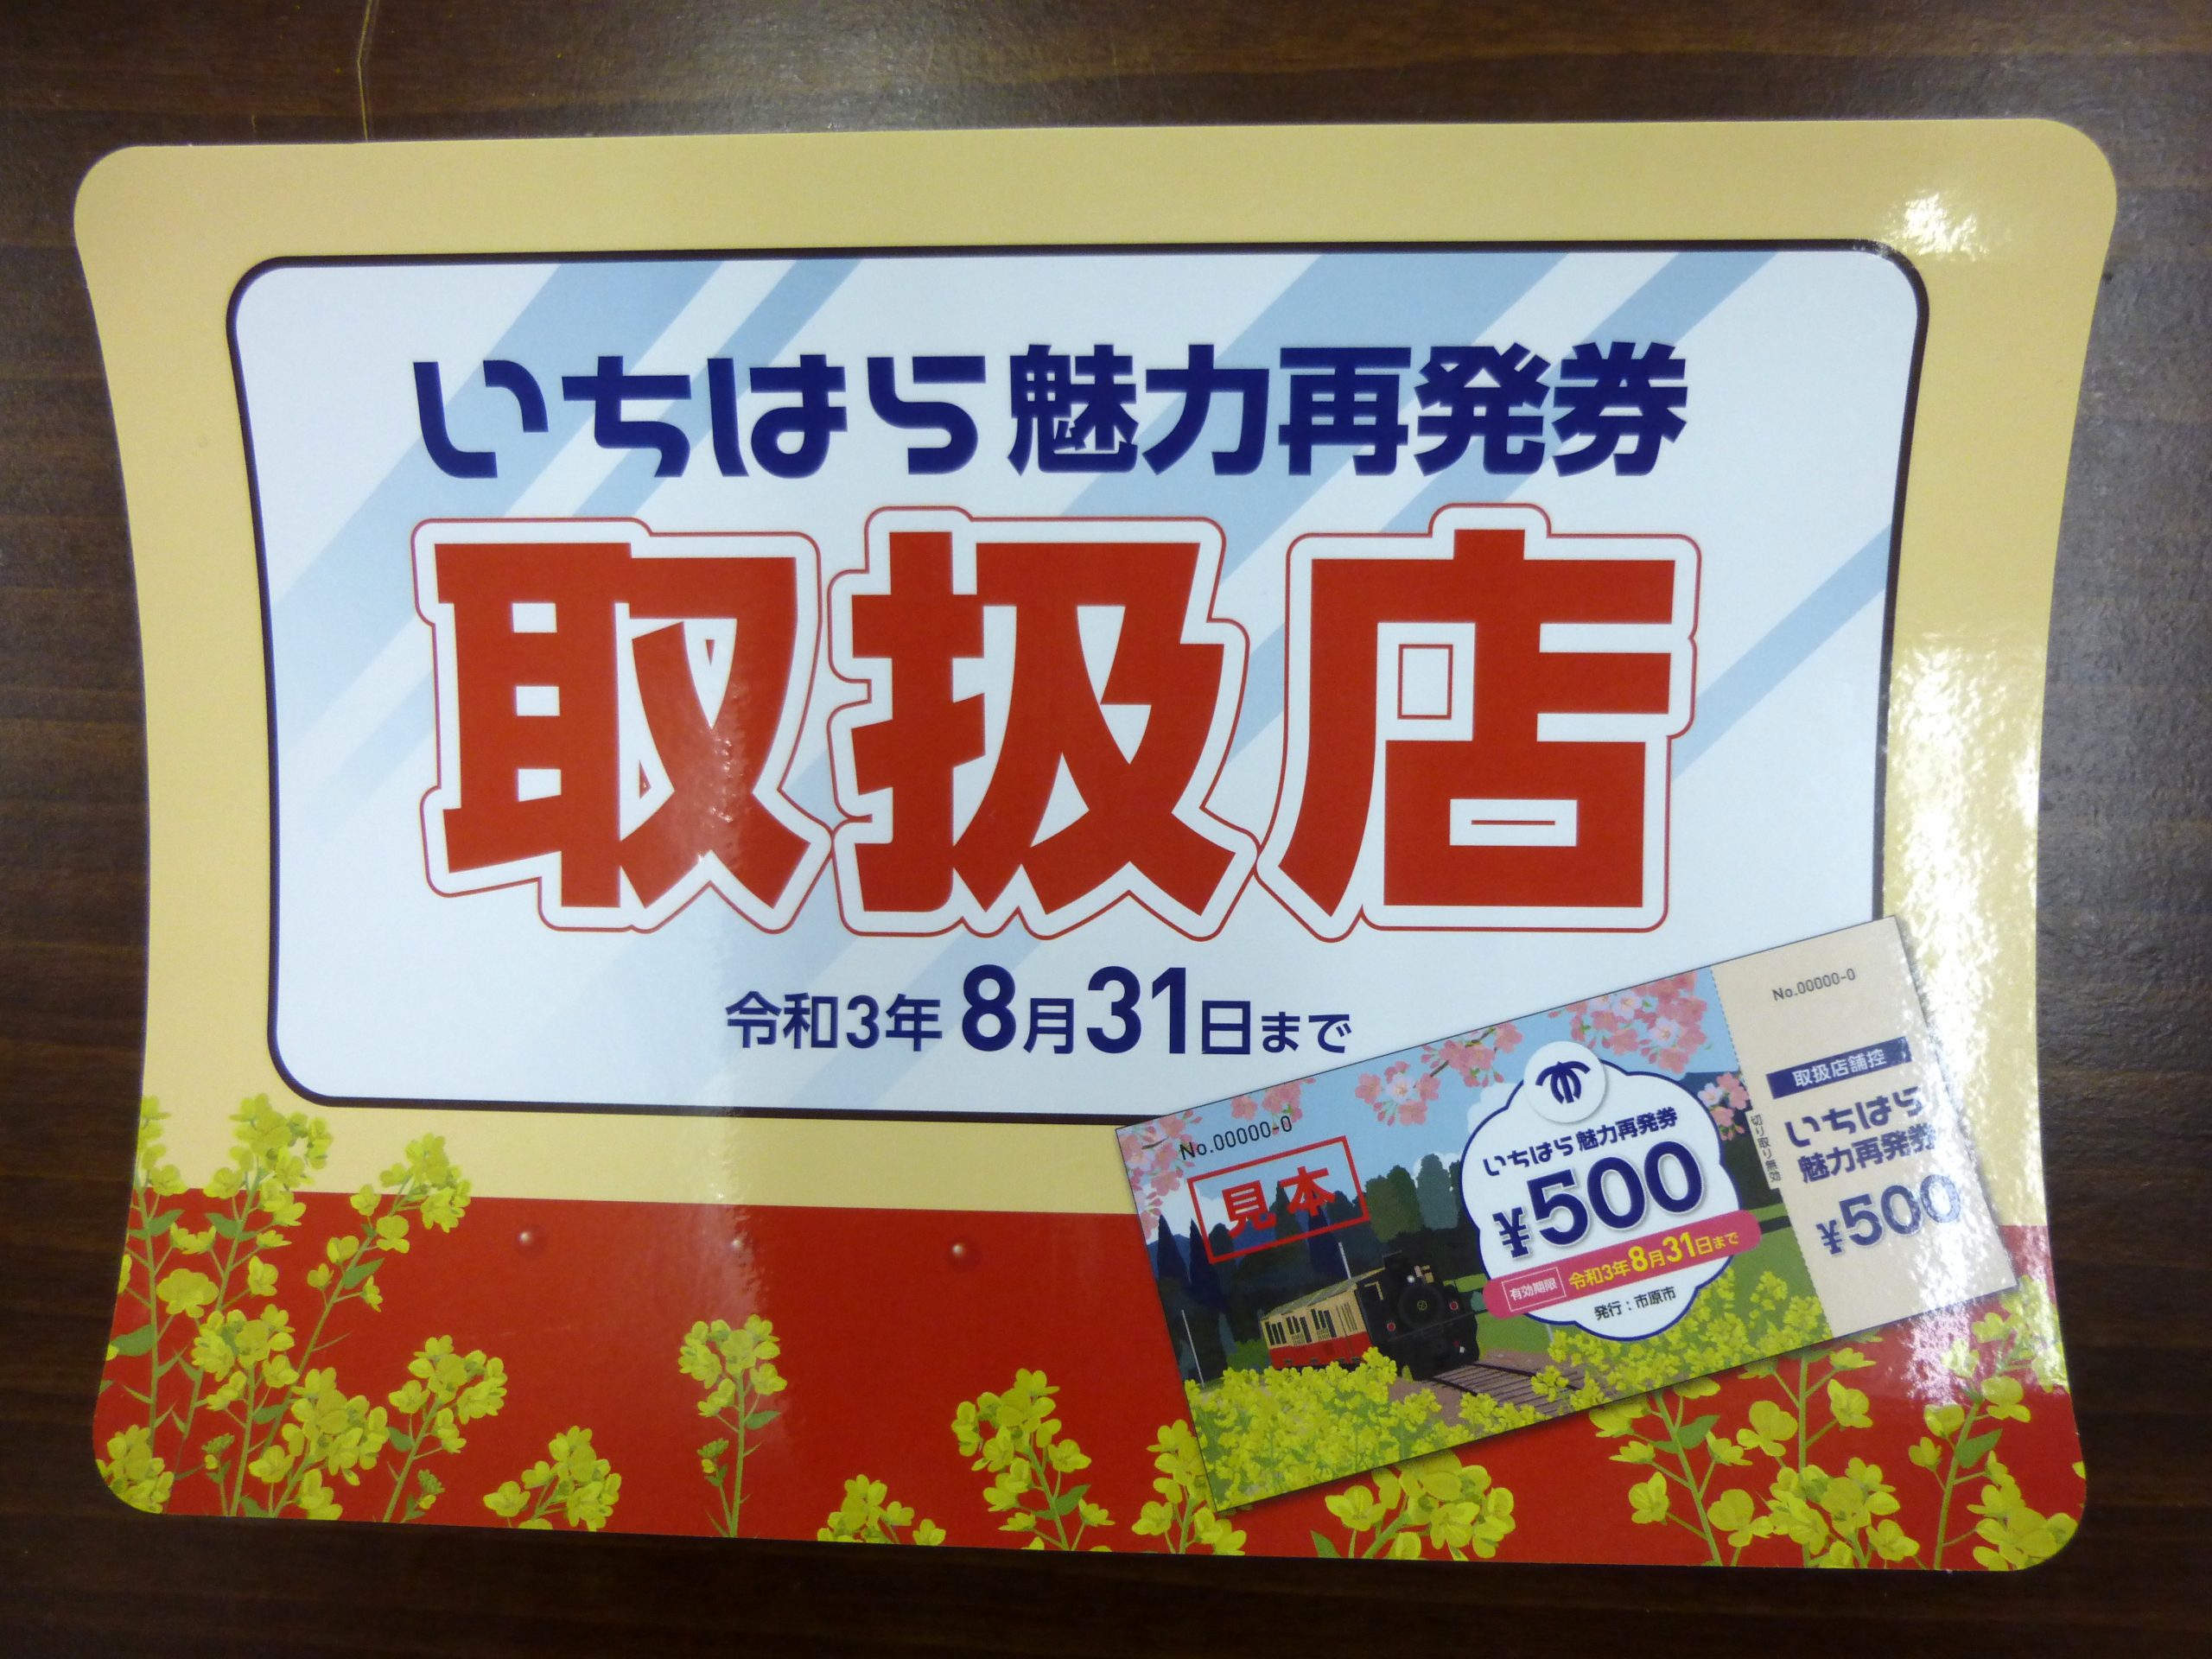 いちはら魅力再発券
取扱店
令和3年8月31日まで
No.00000-0
見本
いちはら魅力再発券
¥500
有効期限 令和3年8月31日まで
発行：市原市
切り取り無効
No.00000-0
取扱店舗控
いちはら
魅力再発券
¥500